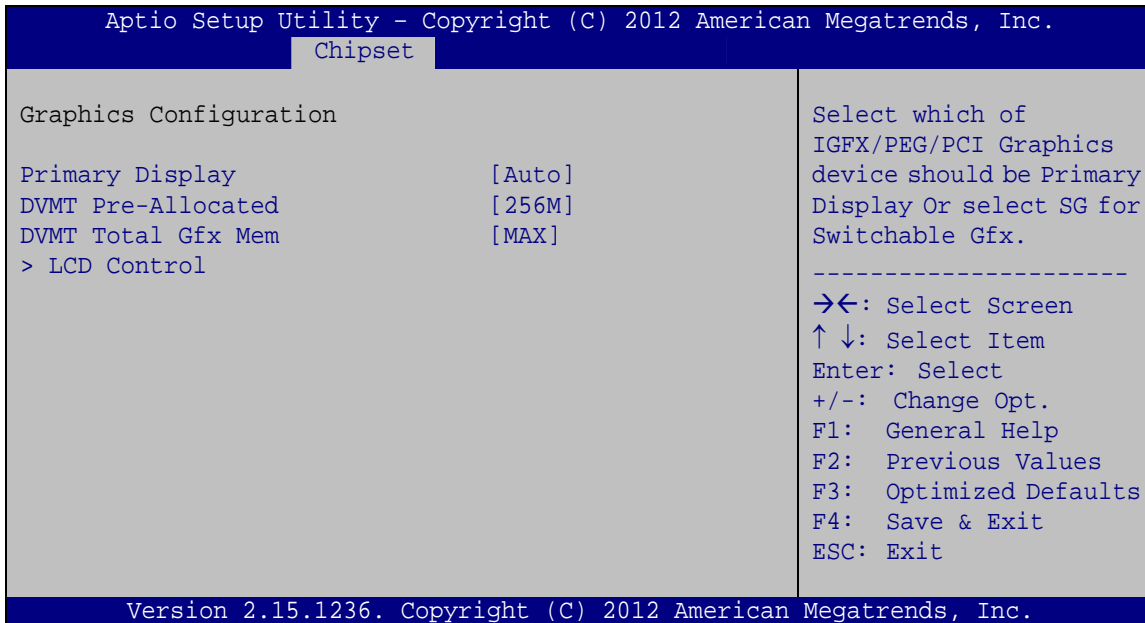 Aptio Setup Utility – Copyright (C) 2012 American Megatrends, Inc.
Chipset
Graphics Configuration
Primary Display [Auto]
DVMT Pre-Allocated [256M]
DVMT Total Gfx Mem [MAX]
> LCD Control
Select which of
IGFX/PEG/PCI Graphics
device should be Primary
Display Or select SG for
Switchable Gfx.
----------------------
→←: Select Screen
↑ ↓: Select Item
Enter: Select
+/-: Change Opt.
F1: General Help
F2: Previous Values
F3: Optimized Defaults
F4: Save & Exit
ESC: Exit
Version 2.15.1236. Copyright (C) 2012 American Megatrends, Inc.